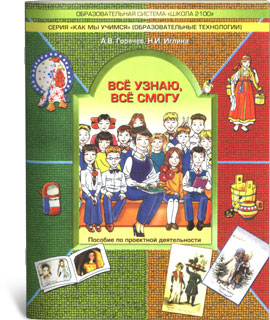 ОБРАЗОВАТЕЛЬНАЯ СИСТЕМА «ШКОЛА 2100»
СЕРИЯ «КАК МЫ УЧИМСЯ» (ОБРАЗОВАТЕЛЬНЫЕ ТЕХНОЛОГИИ)
А.В. Горячев, Н.И. Иглина
ВСЁ УЗНАЮ,
ВСЁ СМОГУ
Пособие по проектной деятельности